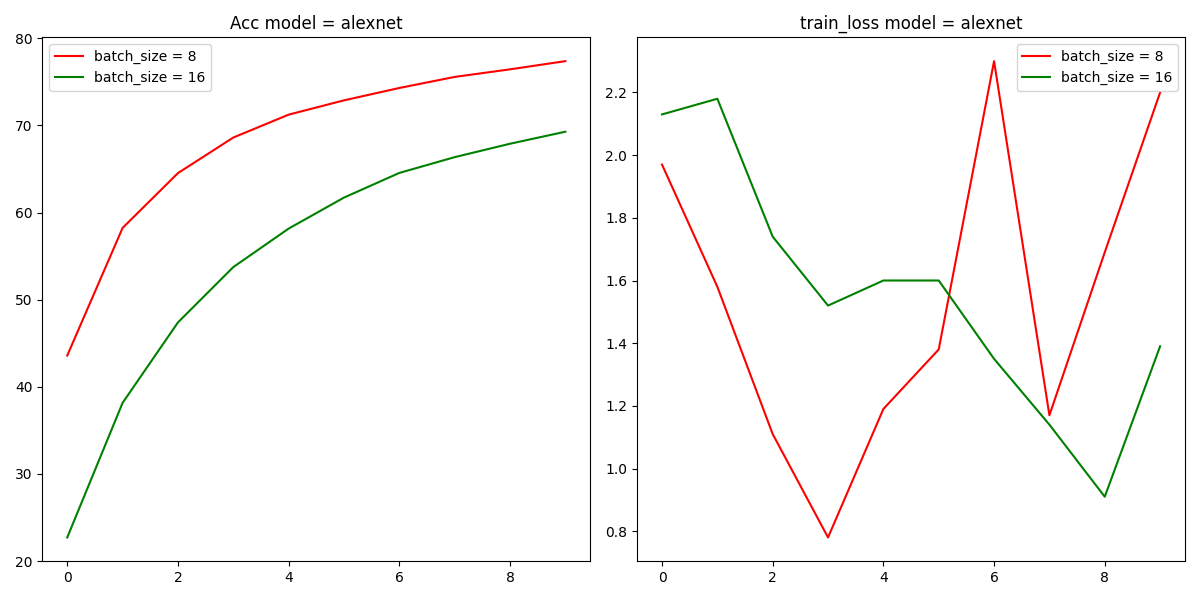 Acc model = alexnet
batch_size = 8
batch_size = 16
80
70
60
50
40
30
20
0 2 4 6 8
train_loss model = alexnet
batch_size = 8
batch_size = 16
2.2
2.0
1.8
1.6
1.4
1.2
1.0
0.8
0 2 4 6 8